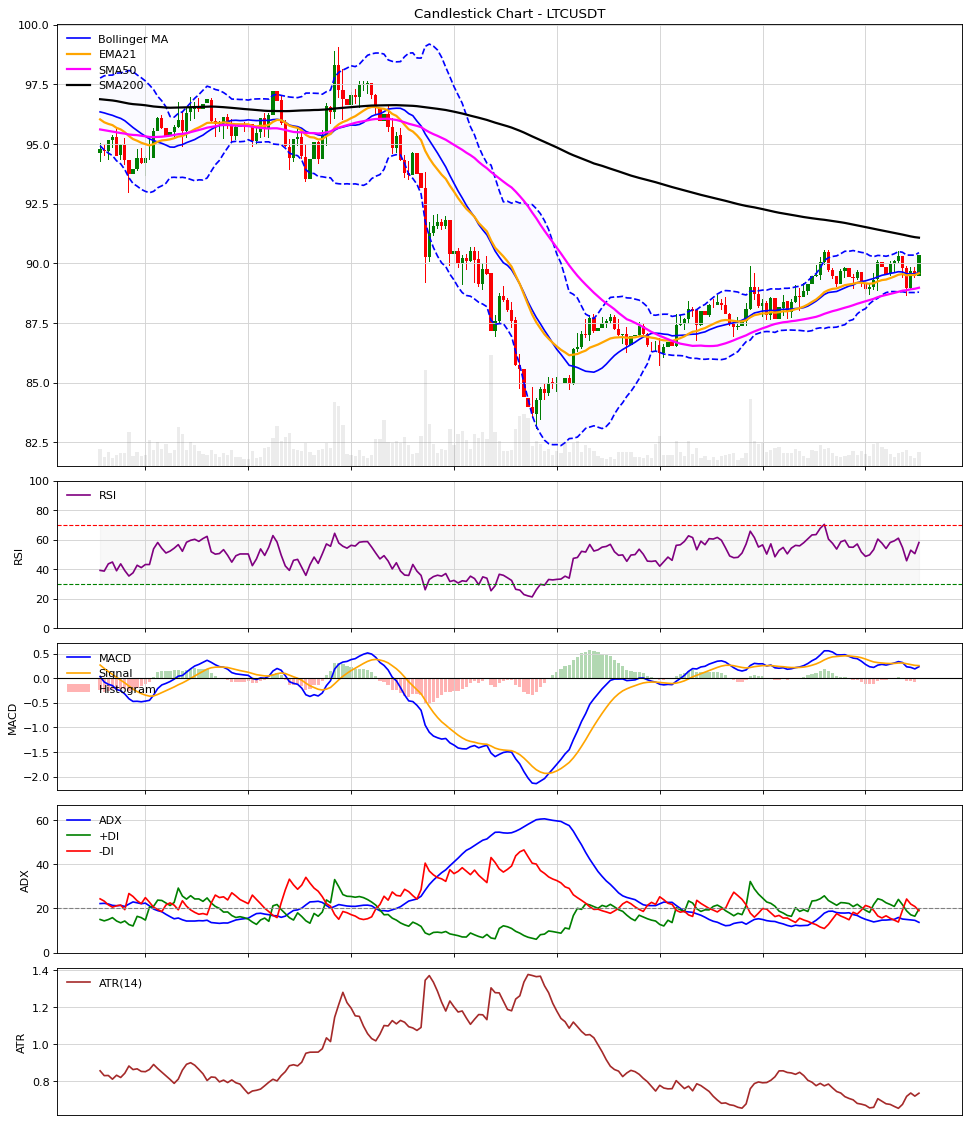 Candlestick Chart - LTCUSDT
100.0
97.5
95.0
92.5
90.0
87.5
85.0
82.5
Bollinger MA
EMA21
SMA50
SMA200
100
80
60
40
20
0
RSI
RSI
0.5
0.0
−0.5
−1.0
−1.5
−2.0
MACD
MACD
Signal
Histogram
60
40
20
0
ADX
ADX
+DI
-DI
1.4
1.2
1.0
0.8
ATR
ATR(14)